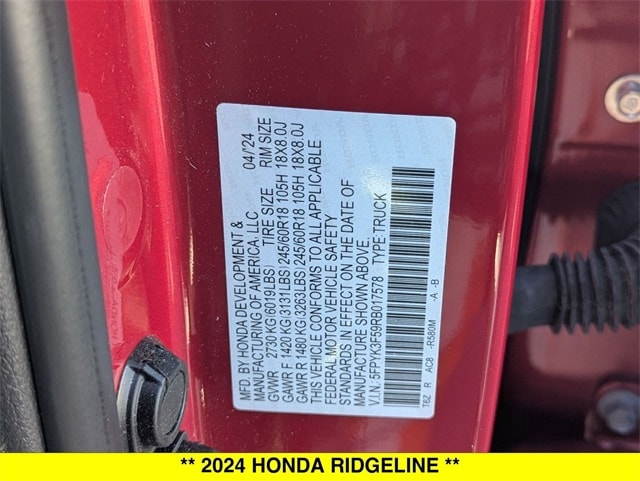 MFD. BY HONDA DEVELOPMENT &
MANUFACTURING OF AMERICA, LLC 04/24
GVWR 2730 KG(6019LBS) TIRE SIZE RIM SIZE
GAWR F 1420 KG(3131LBS) 245/60R18 105H 18X8.0J
GAWR R 1480 KG(3263LBS) 245/60R18 105H 18X8.0J
THIS VEHICLE CONFORMS TO ALL APPLICABLE
FEDERAL MOTOR VEHICLE SAFETY
STANDARDS IN EFFECT ON THE DATE OF
MANUFACTURE SHOWN ABOVE.
V.I.N.: 5FPYK3F59RB017578 TYPE:TRUCK
T6Z R AC8 -R580M -A -B
** 2024 HONDA RIDGELINE **